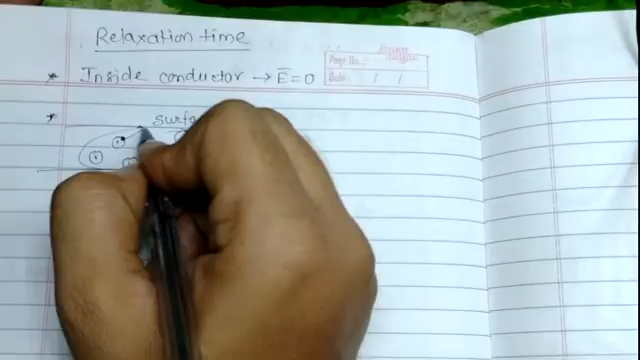 Relaxation time
* Inside conductor → E̅ = 0
Page No.:
Date: / /
*